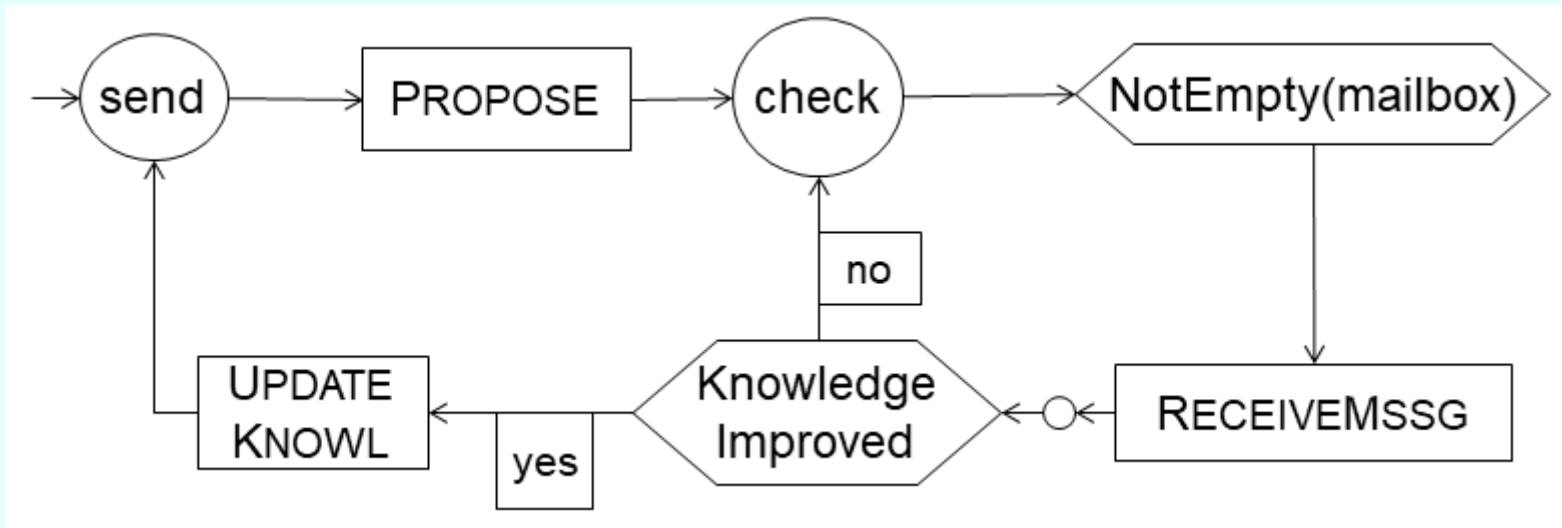 send
PROPOSE
check
NotEmpty(mailbox)
no
UPDATE
KNOWL
yes
Knowledge
Improved
RECEIVEMSSG